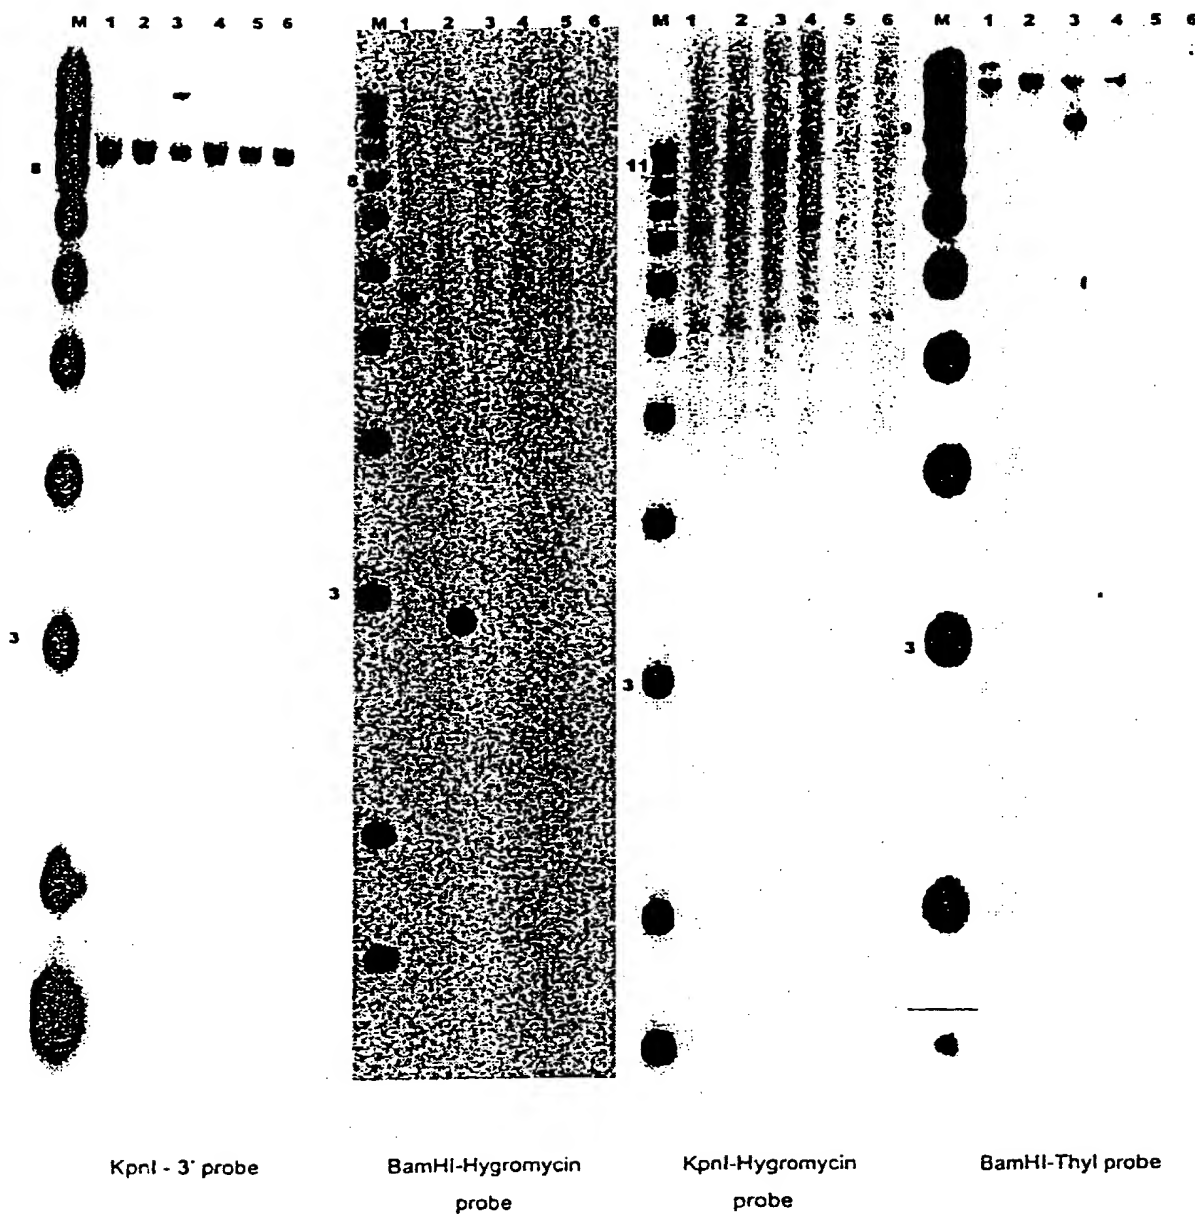 M 1 2 3 4 5 6
M 1 2 3 4 5 6
M 1 2 3 4 5 6
M 1 2 3 4 5 6
8
3
8
3
11
3
9
3
KpnI - 3' probe
BamHI-Hygromycin
probe
KpnI-Hygromycin
probe
BamHI-ThyI probe